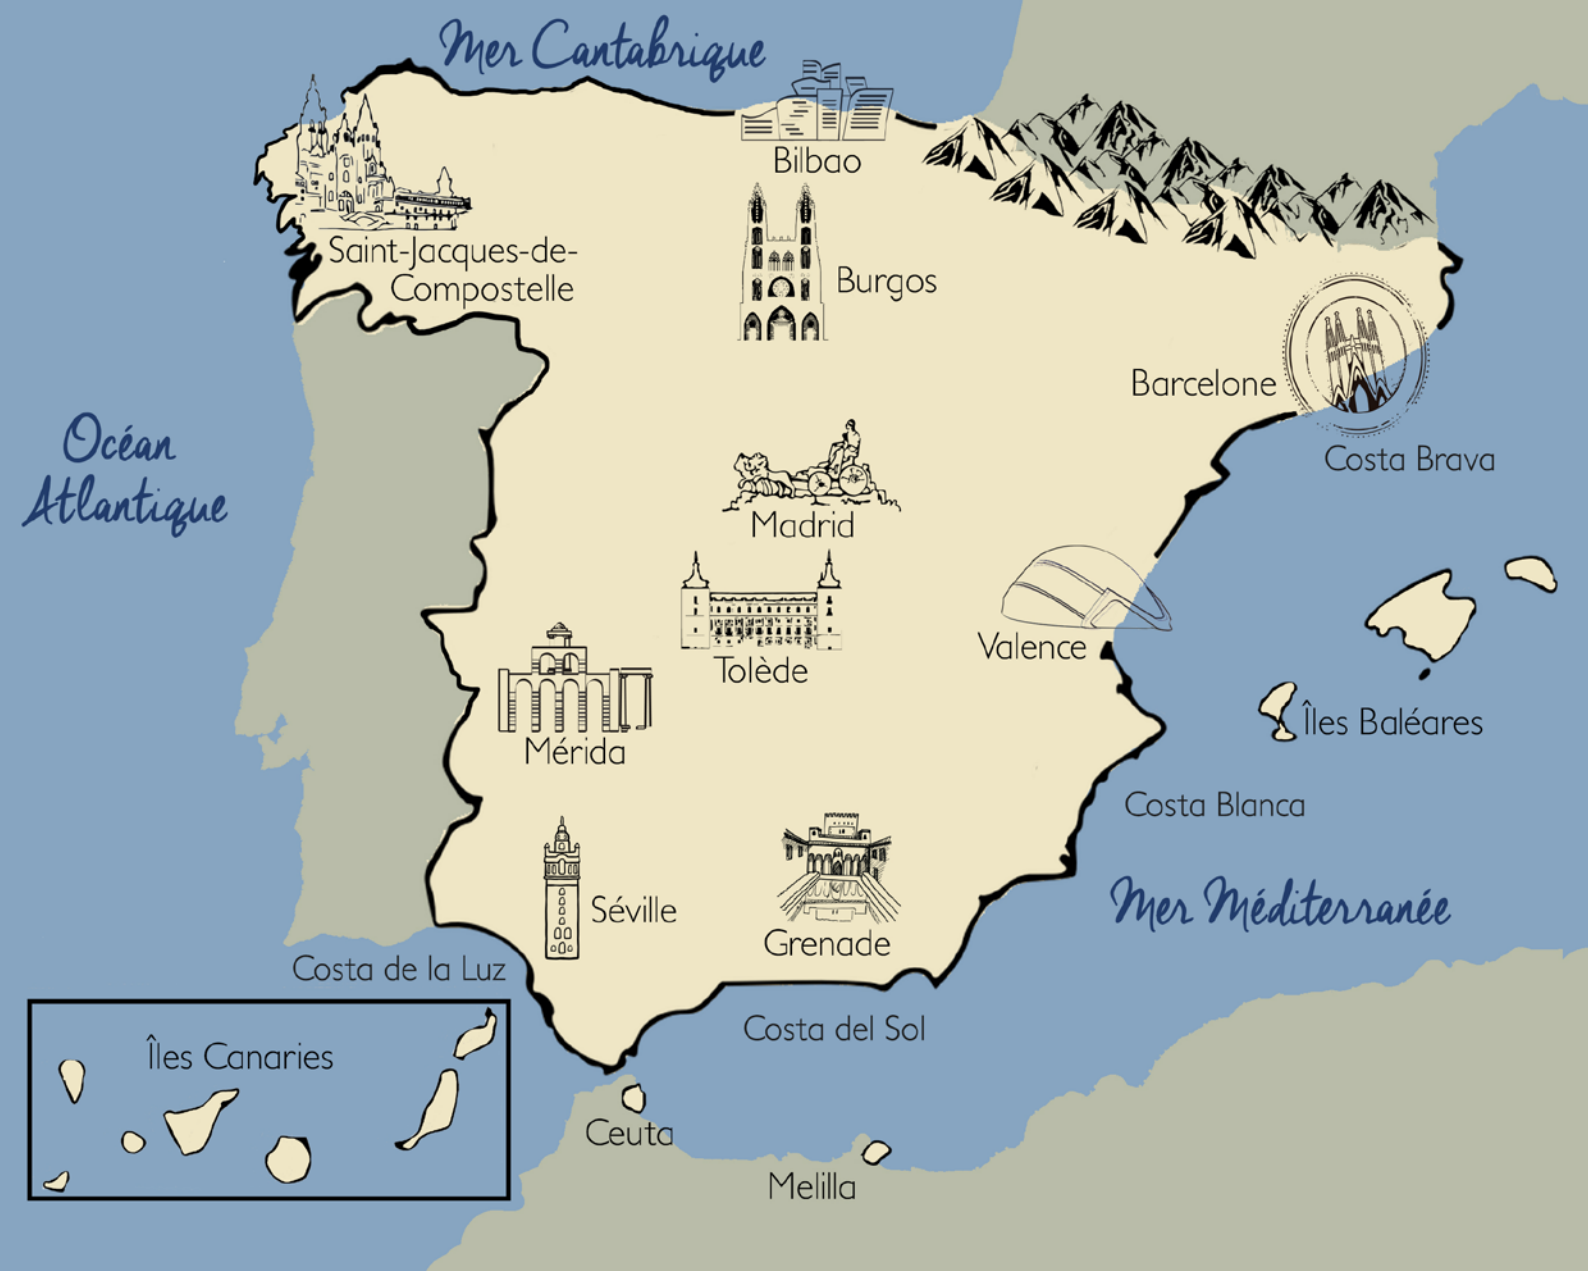 Mer Cantabrique
Bilbao
Saint-Jacques-de-
Compostelle
Burgos
Barcelone
Océan
Atlantique
Costa Brava
Madrid
Valence
Tolède
Îles Baléares
Mérida
Costa Blanca
Séville
Mer Méditerranée
Grenade
Costa de la Luz
Costa del Sol
Îles Canaries
Ceuta
Melilla